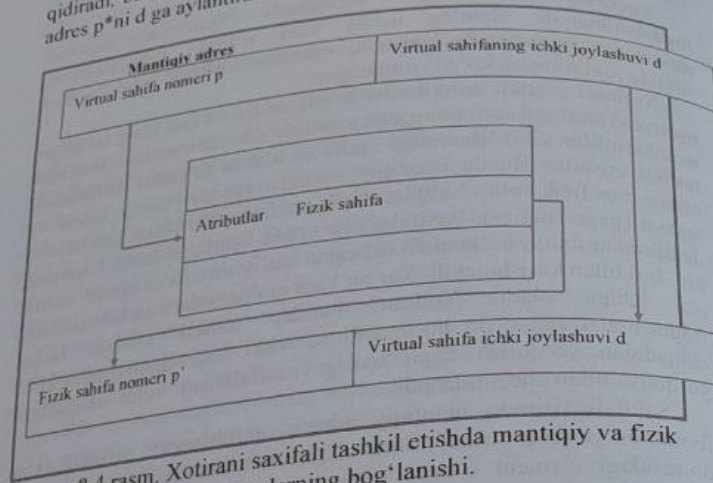 qidiradi,
adres p*ni d ga
Mantiqiy adres
Virtual sahifa nomeri p
Virtual sahifaning ichki joylashuvi d
Atributlar Fizik sahifa
Fizik sahifa nomeri p'
Virtual sahifa ichki joylashuvi d
rasm. Xotirani saxifali tashkil etishda mantiqiy va fizik
bog‘lanishi.